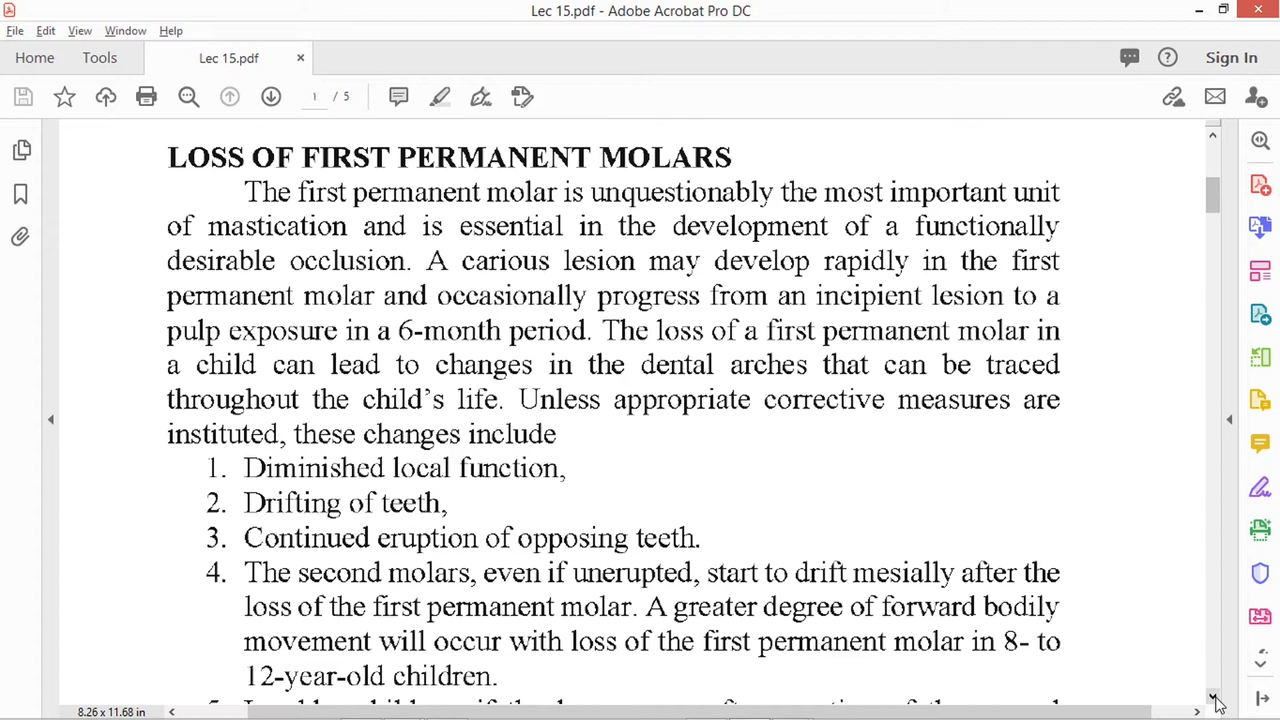 Lec 15.pdf - Adobe Acrobat Pro DC
File Edit View Window Help
Home Tools Lec 15.pdf × Sign In
1 / 5
LOSS OF FIRST PERMANENT MOLARS
The first permanent molar is unquestionably the most important unit
of mastication and is essential in the development of a functionally
desirable occlusion. A carious lesion may develop rapidly in the first
permanent molar and occasionally progress from an incipient lesion to a
pulp exposure in a 6-month period. The loss of a first permanent molar in
a child can lead to changes in the dental arches that can be traced
throughout the child’s life. Unless appropriate corrective measures are
instituted, these changes include
1. Diminished local function,
2. Drifting of teeth,
3. Continued eruption of opposing teeth.
4. The second molars, even if unerupted, start to drift mesially after the
loss of the first permanent molar. A greater degree of forward bodily
movement will occur with loss of the first permanent molar in 8- to
12-year-old children.
8.26 x 11.68 in